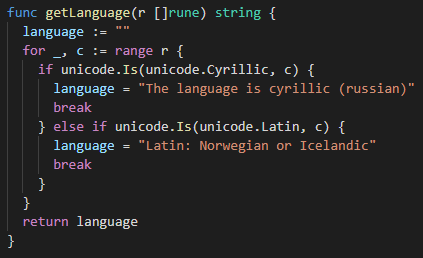 func getLanguage(r []rune) string {
  language := ""
  for _, c := range r {
    if unicode.Is(unicode.Cyrillic, c) {
      language = "The language is cyrillic (russian)"
      break
    } else if unicode.Is(unicode.Latin, c) {
      language = "Latin: Norwegian or Icelandic"
      break
    }
  }
  return language
}